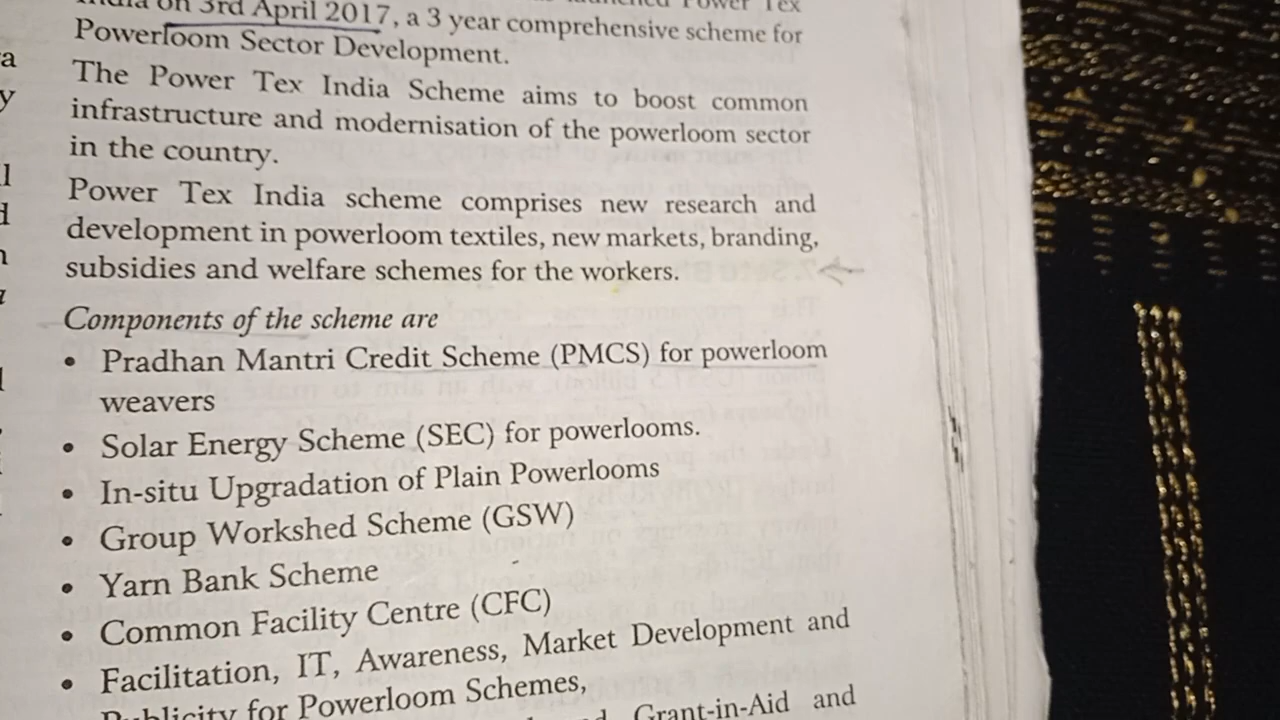 India on 3rd April 2017, a 3 year comprehensive scheme for
Powerloom Sector Development.
The Power Tex India Scheme aims to boost common
infrastructure and modernisation of the powerloom sector
in the country.
Power Tex India scheme comprises new research and
development in powerloom textiles, new markets, branding,
subsidies and welfare schemes for the workers.
Components of the scheme are
• Pradhan Mantri Credit Scheme (PMCS) for powerloom
weavers
• Solar Energy Scheme (SEC) for powerlooms.
• In-situ Upgradation of Plain Powerlooms
• Group Workshed Scheme (GSW)
• Yarn Bank Scheme
• Common Facility Centre (CFC)
• Facilitation, IT, Awareness, Market Development and
Publicity for Powerloom Schemes,
Grant-in-Aid and